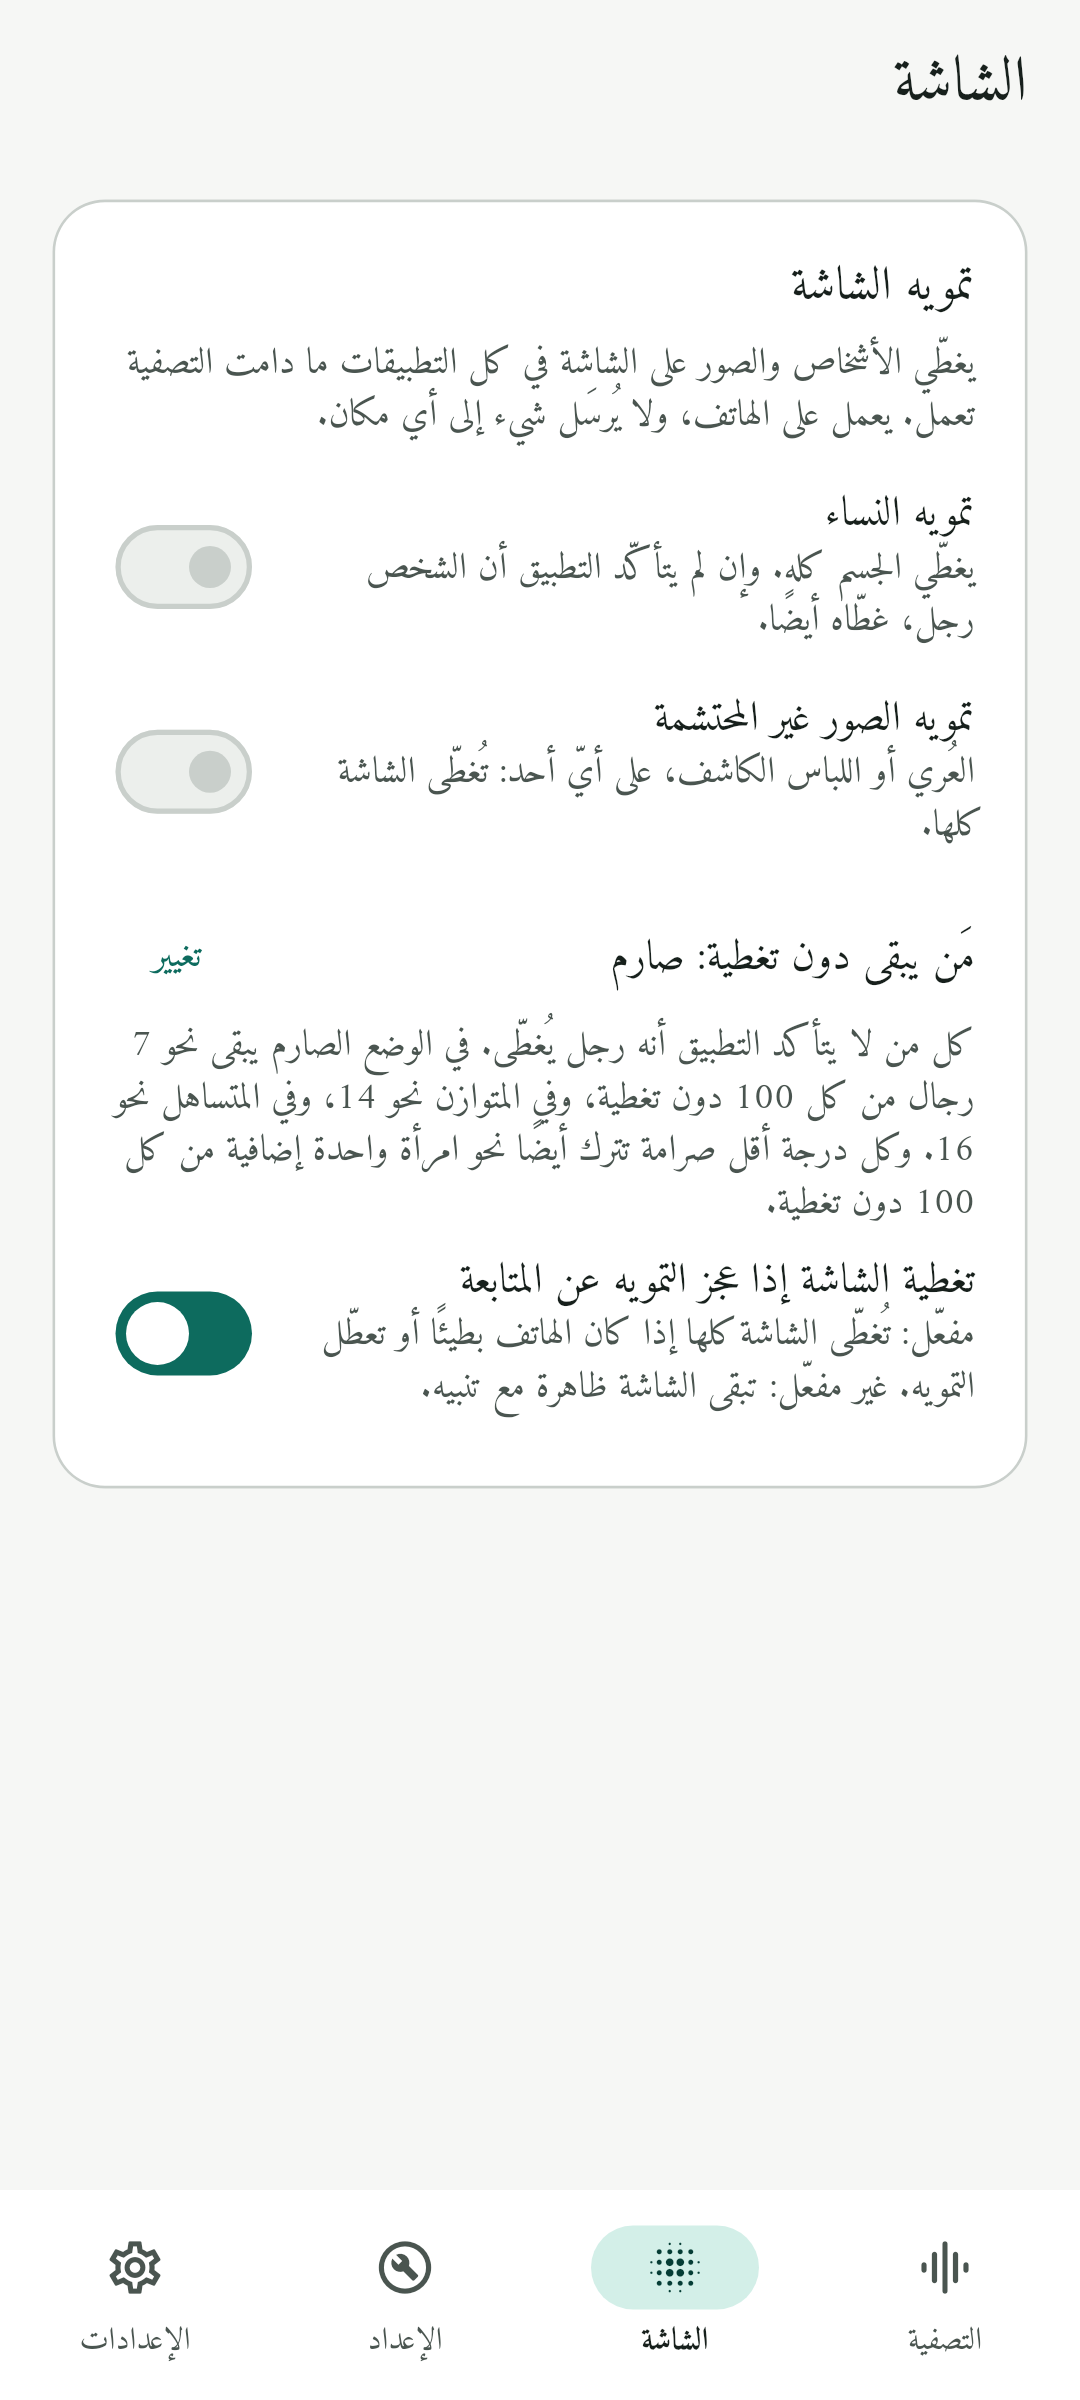 الشاشة
تمويه الشاشة
يغطّي الأشخاص والصور على الشاشة في كل التطبيقات ما دامت التصفية
تعمل. يعمل على الهاتف، ولا يُرسَل شيء إلى أي مكان.
تمويه النساء
يغطّي الجسم كله. وإن لم يتأكّد التطبيق أن الشخص
رجل، غطّاه أيضًا.
تمويه الصور غير المحتشمة
العُري أو اللباس الكاشف، على أيّ أحد: تُغطّى الشاشة
كلها.
مَن يبقى دون تغطية: صارم
تغيير
كل من لا يتأكد التطبيق أنه رجل يُغطّى. في الوضع الصارم يبقى نحو 7
رجال من كل 100 دون تغطية، وفي المتوازن نحو 14، وفي المتساهل نحو
16. وكل درجة أقل صرامة تترك أيضًا نحو امرأة واحدة إضافية من كل
100 دون تغطية.
تغطية الشاشة إذا عجز التمويه عن المتابعة
مفعّل: تُغطّى الشاشة كلها إذا كان الهاتف بطيئًا أو تعطّل
التمويه. غير مفعّل: تبقى الشاشة ظاهرة مع تنبيه.
التصفية
الشاشة
الإعداد
الإعدادات